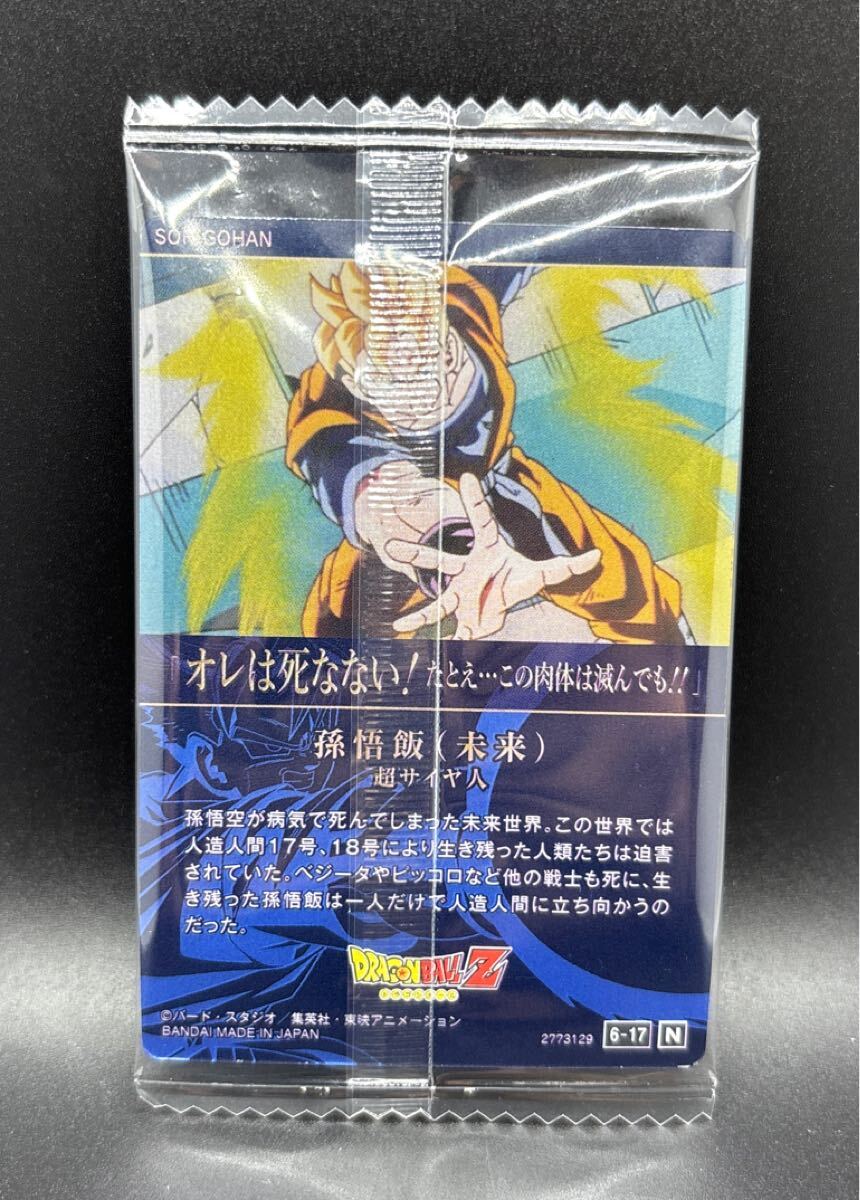 SON GOHAN
「オレは死なない！たとえ…この肉体は滅んでも!!」
孫悟飯（未来）
超サイヤ人
孫悟空が病気で死んでしまった未来世界。この世界では
人造人間17号、18号により生き残った人類たちは迫害
されていた。ベジータやピッコロなど他の戦士も死に、生
き残った孫悟飯は一人だけで人造人間に立ち向かうの
だった。
DRAGONBALL Z
ドラゴンボール
©バード・スタジオ／集英社・東映アニメーション
BANDAI MADE IN JAPAN
2773129 6-17 N